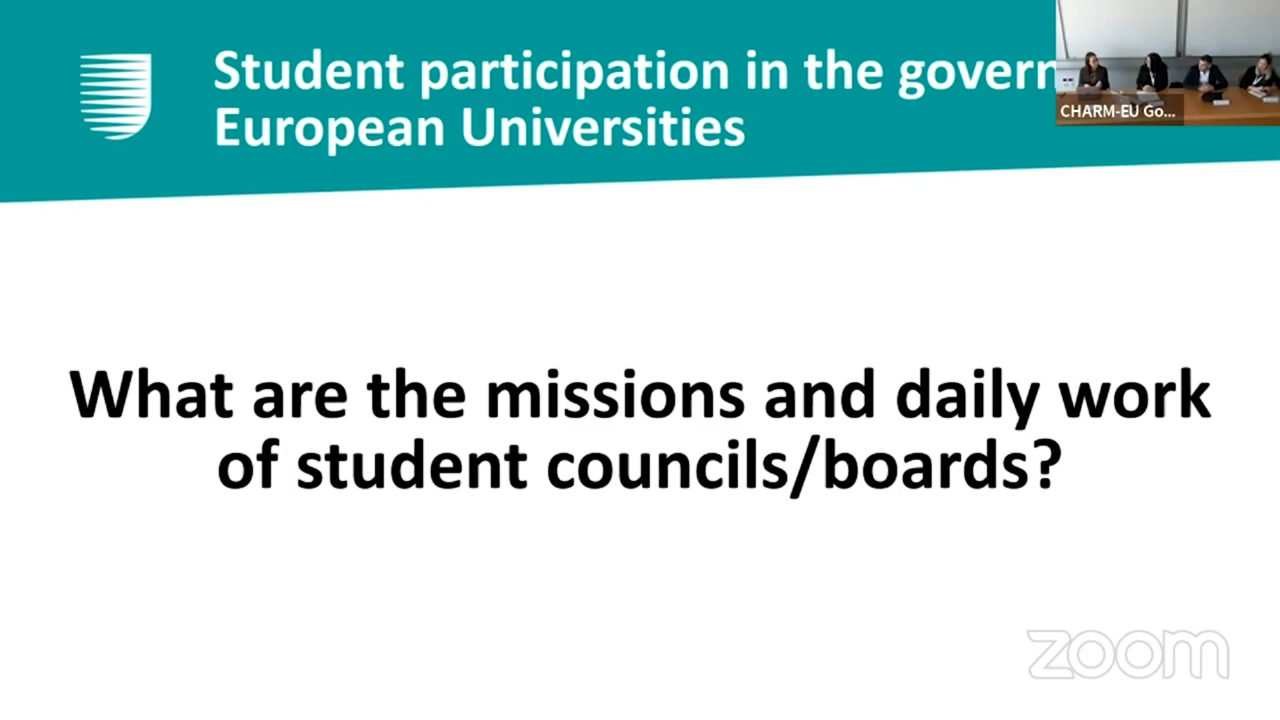 Student participation in the govern
European Universities
CHARM-EU Go...
What are the missions and daily work
of student councils/boards?
zoom